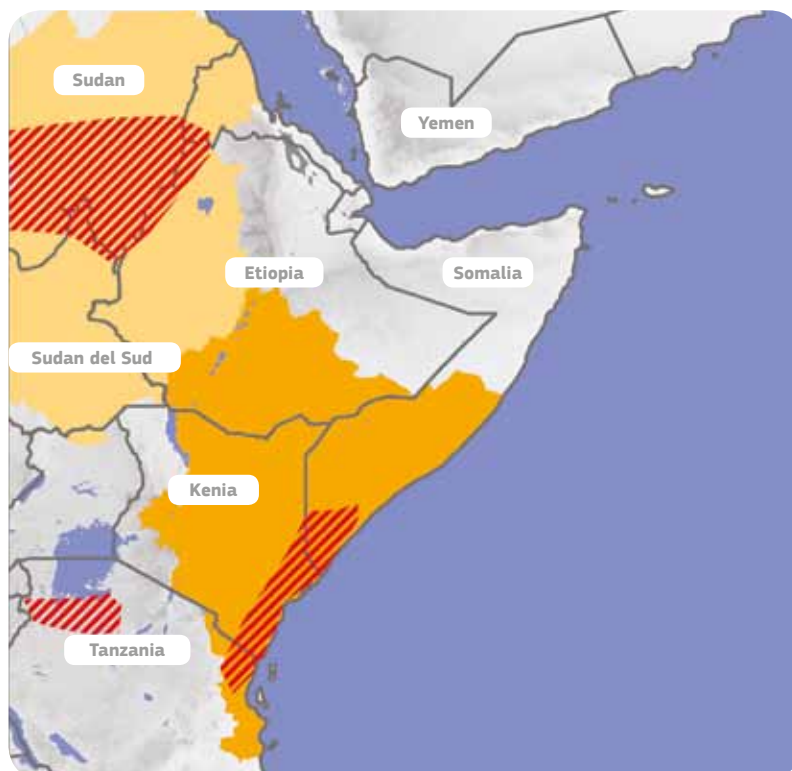 Sudan
Yemen
Etiopia
Somalia
Sudan del Sud
Kenia
Tanzania